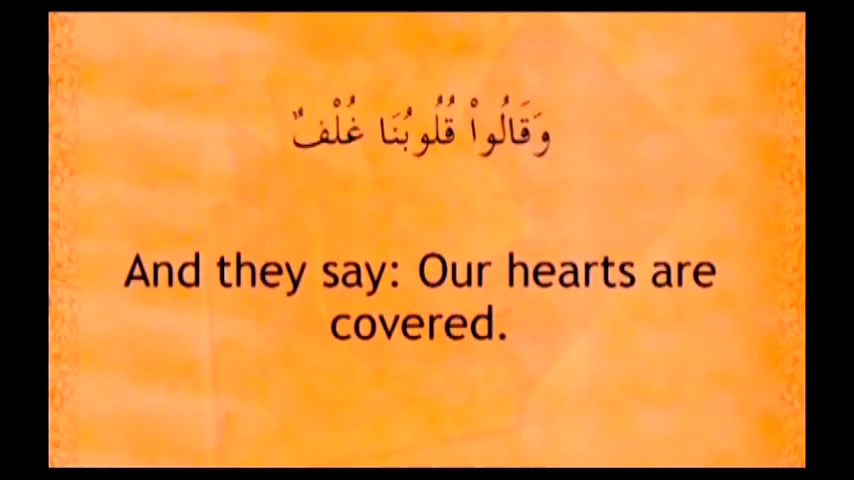 وَقَالُواْ قُلُوبُنَا غُلْفٌ
And they say: Our hearts are
covered.